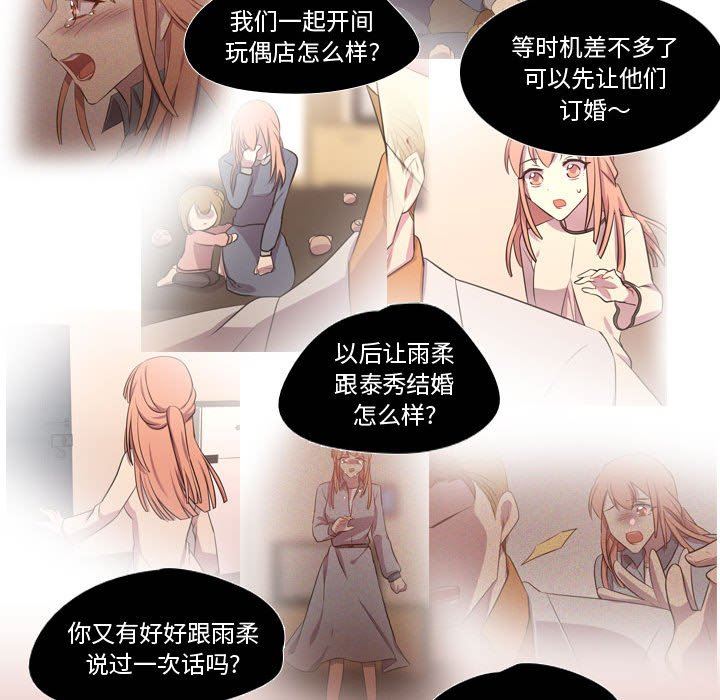 我们一起开间
玩偶店怎么样?
等时机差不多了
可以先让他们
订婚～
以后让雨柔
跟泰秀结婚
怎么样?
你又有好好跟雨柔
说过一次话吗?